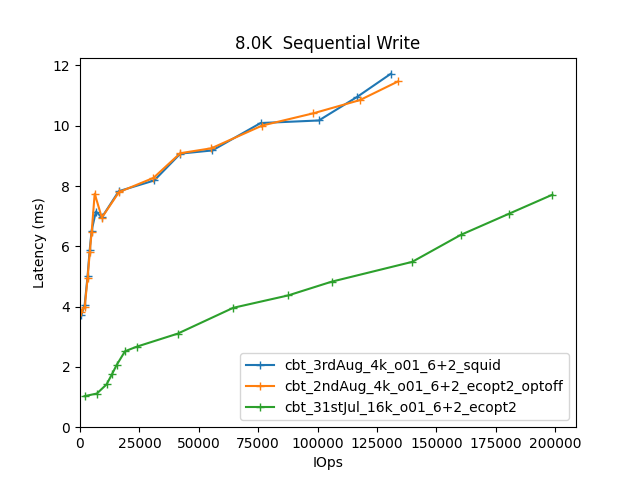 8.0K  Sequential Write
Latency (ms)
12
10
8
6
4
2
0
0 25000 50000 75000 100000 125000 150000 175000 200000
IOps
cbt_3rdAug_4k_o01_6+2_squid
cbt_2ndAug_4k_o01_6+2_ecopt2_optoff
cbt_31stJul_16k_o01_6+2_ecopt2